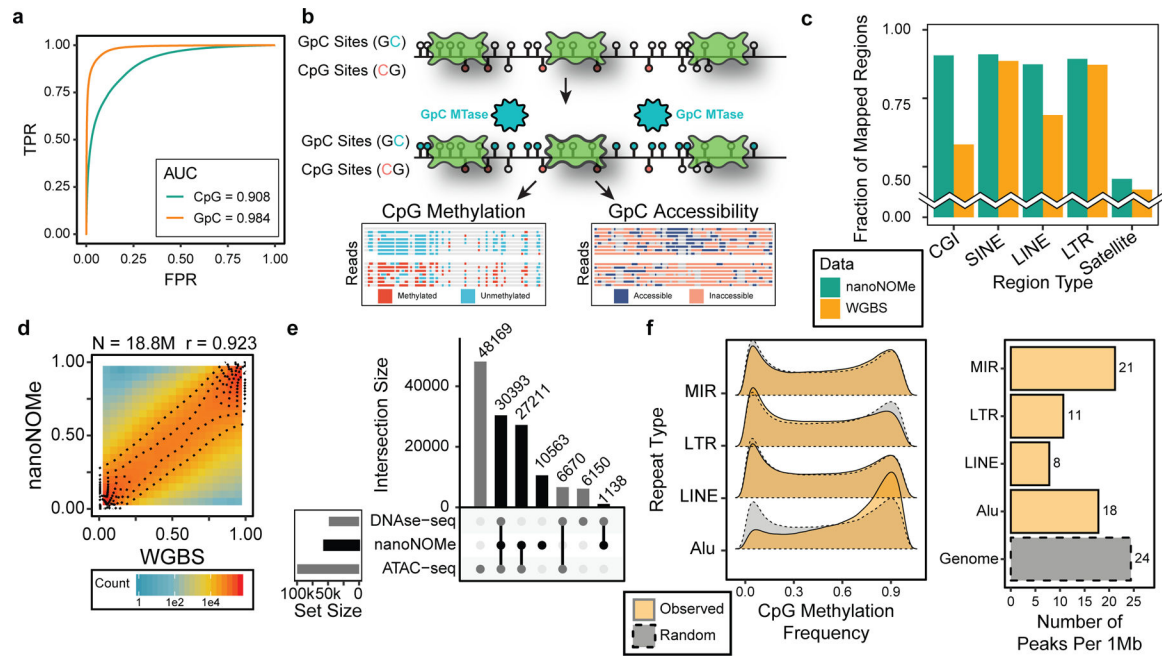 a
1.00
0.75
0.50
0.25
0.00
TPR
0.00 0.25 0.50 0.75 1.00
FPR
AUC
CpG = 0.908
GpC = 0.984
b
GpC Sites (GC)
CpG Sites (CG)
GpC MTase
GpC MTase
GpC Sites (GC)
CpG Sites (CG)
CpG Methylation
GpC Accessibility
Reads
Methylated
Unmethylated
Reads
Accessible
Inaccessible
c
Fraction of Mapped Regions
1.00
0.75
0.50
0.00
CGI
SINE
LINE
LTR
Satellite
Region Type
Data
nanoNOMe
WGBS
d
N = 18.8M r = 0.923
nanoNOMe
1.00
0.75
0.50
0.25
0.00
0.00 0.25 0.50 0.75 1.00
WGBS
Count
1 1e2 1e4
e
Intersection Size
40000
20000
0
48169
30393
27211
10563
6670
6150
1138
DNAse-seq
nanoNOMe
ATAC-seq
100k 50k 0
Set Size
f
Repeat Type
MIR
LTR
LINE
Alu
0.0 0.3 0.6 0.9
CpG Methylation
Frequency
Observed
Random
MIR
LTR
LINE
Alu
Genome
21
11
8
18
24
0 5 10 15 20 25
Number of
Peaks Per 1Mb